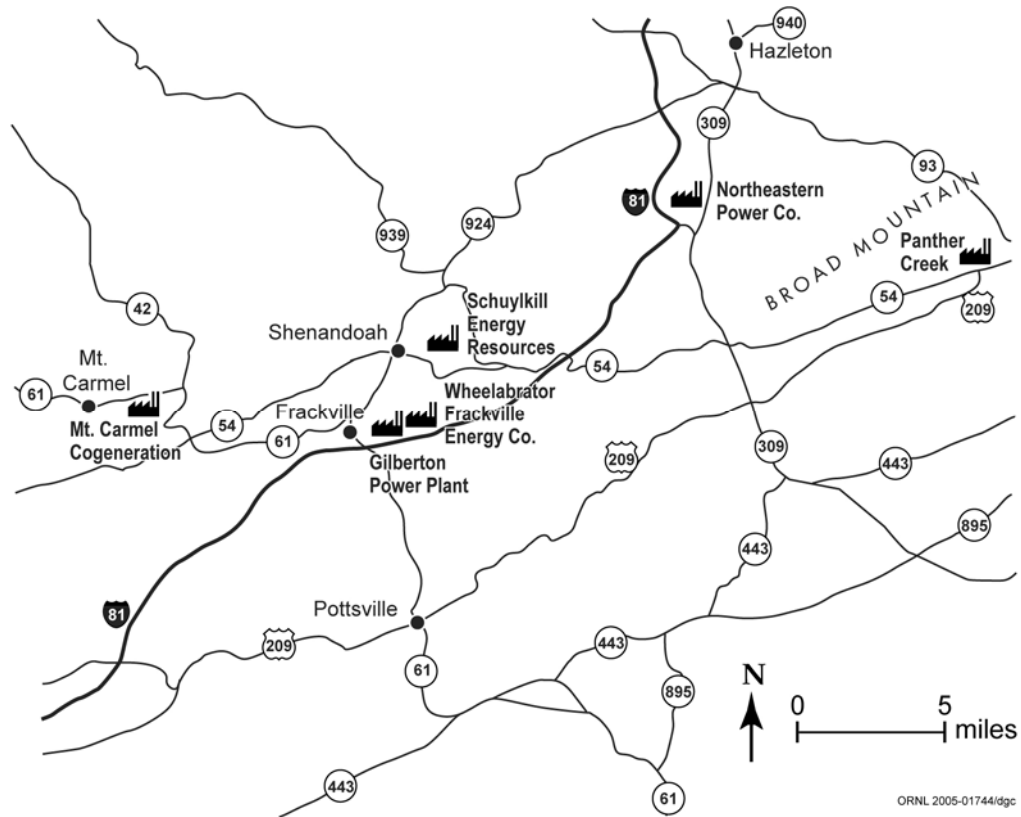 940
Hazleton
309
93
81
Northeastern
Power Co.
BROAD MOUNTAIN
Panther
Creek
939
924
54
209
42
Schuylkill
Energy
Resources
Shenandoah
Mt.
Carmel
61
54
Wheelabrator
Frackville
Energy Co.
Frackville
Mt. Carmel
Cogeneration
54
61
Gilberton
Power Plant
209
309
443
895
443
81
Pottsville
209
443
61
895
N
0
5
miles
443
61
ORNL 2005-01744/dgc